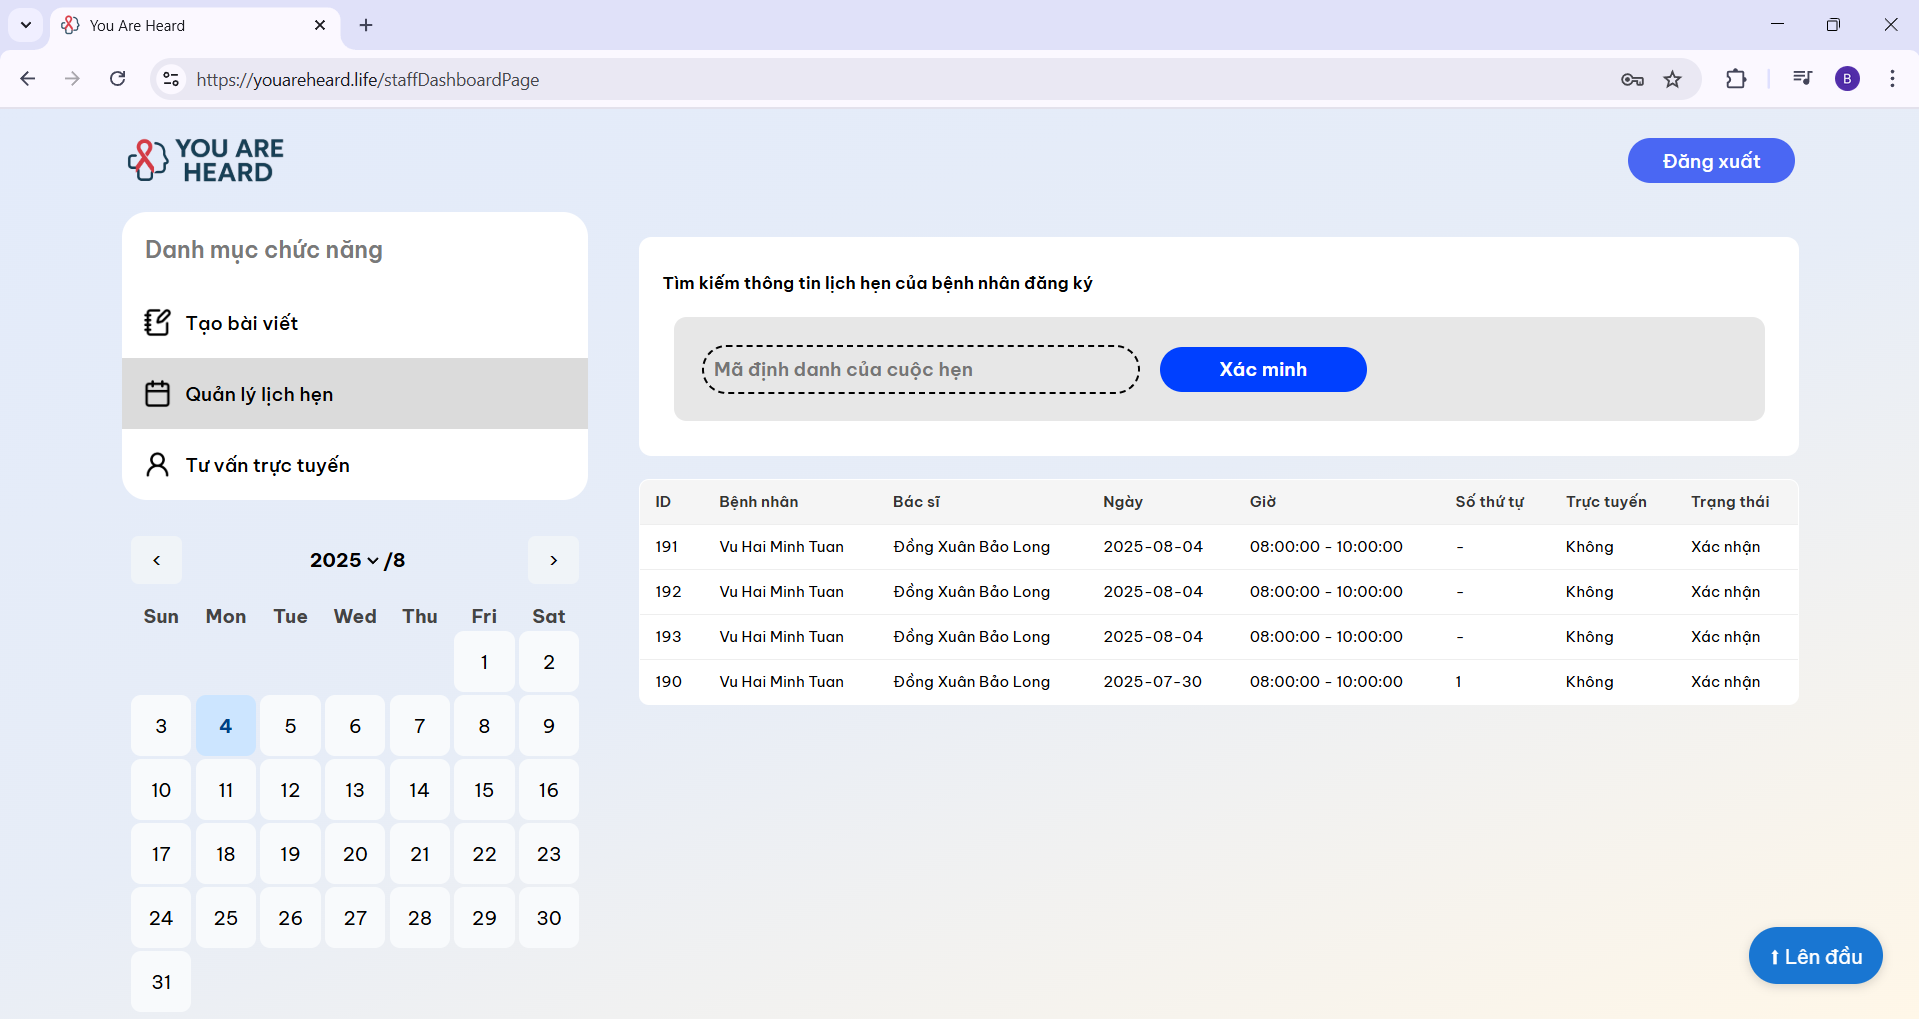 You Are Heard
https://youareheard.life/staffDashboardPage
B
YOU ARE
HEARD
Đăng xuất
Danh mục chức năng
Tạo bài viết
Quản lý lịch hẹn
Tư vấn trực tuyến
< 2025 /8 >
Sun Mon Tue Wed Thu Fri Sat
1 2
3 4 5 6 7 8 9
10 11 12 13 14 15 16
17 18 19 20 21 22 23
24 25 26 27 28 29 30
31
Tìm kiếm thông tin lịch hẹn của bệnh nhân đăng ký
Mã định danh của cuộc hẹn
Xác minh
ID Bệnh nhân Bác sĩ Ngày Giờ Số thứ tự Trực tuyến Trạng thái
191 Vu Hai Minh Tuan Đồng Xuân Bảo Long 2025-08-04 08:00:00 - 10:00:00 - Không Xác nhận
192 Vu Hai Minh Tuan Đồng Xuân Bảo Long 2025-08-04 08:00:00 - 10:00:00 - Không Xác nhận
193 Vu Hai Minh Tuan Đồng Xuân Bảo Long 2025-08-04 08:00:00 - 10:00:00 - Không Xác nhận
190 Vu Hai Minh Tuan Đồng Xuân Bảo Long 2025-07-30 08:00:00 - 10:00:00 1 Không Xác nhận
⬆ Lên đầu